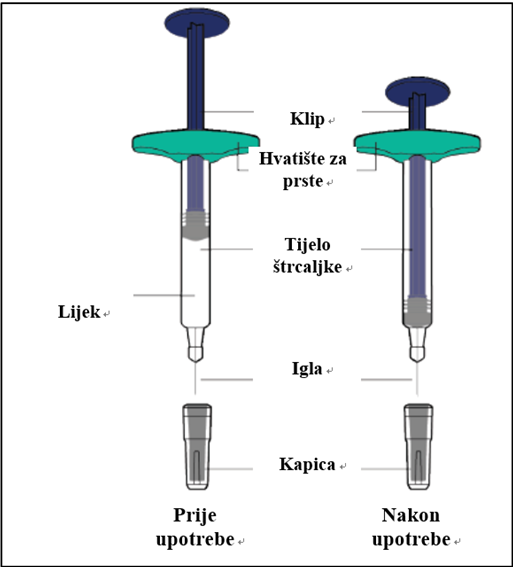 Klip
Hvatište za
prste
Tijelo
štrcaljke
Lijek
Igla
Kapica
Prije
upotrebe
Nakon
upotrebe